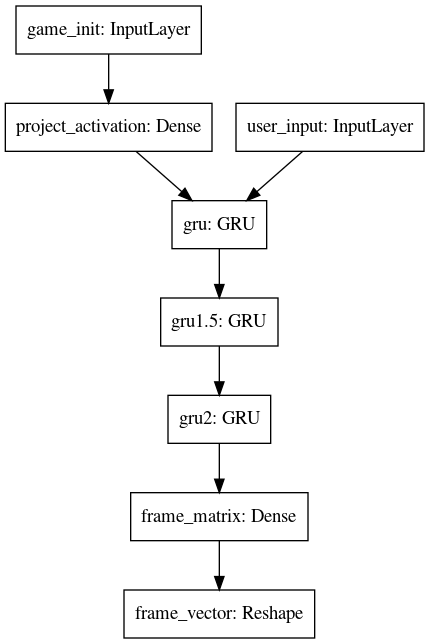 game_init: InputLayer
project_activation: Dense
user_input: InputLayer
gru: GRU
gru1.5: GRU
gru2: GRU
frame_matrix: Dense
frame_vector: Reshape